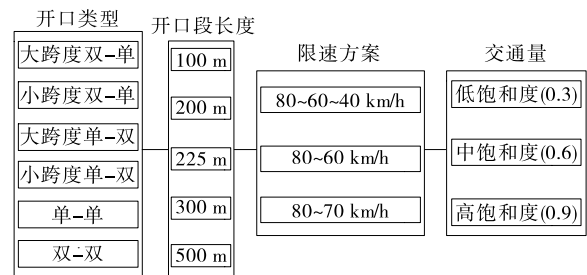 开口类型
大跨度双-单
小跨度双-单
大跨度单-双
小跨度单-双
单-单
双-双
开口段长度
100 m
200 m
225 m
300 m
500 m
限速方案
80~60~40 km/h
80~60 km/h
80~70 km/h
交通量
低饱和度(0.3)
中饱和度(0.6)
高饱和度(0.9)